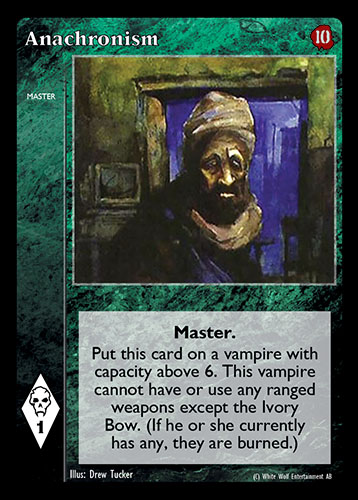 Anachronism
10
MASTER
Master.
Put this card on a vampire with
capacity above 6. This vampire
cannot have or use any ranged
weapons except the Ivory
Bow. (If he or she currently
has any, they are burned.)
1
Illus: Drew Tucker
(C) White Wolf Entertainment AB